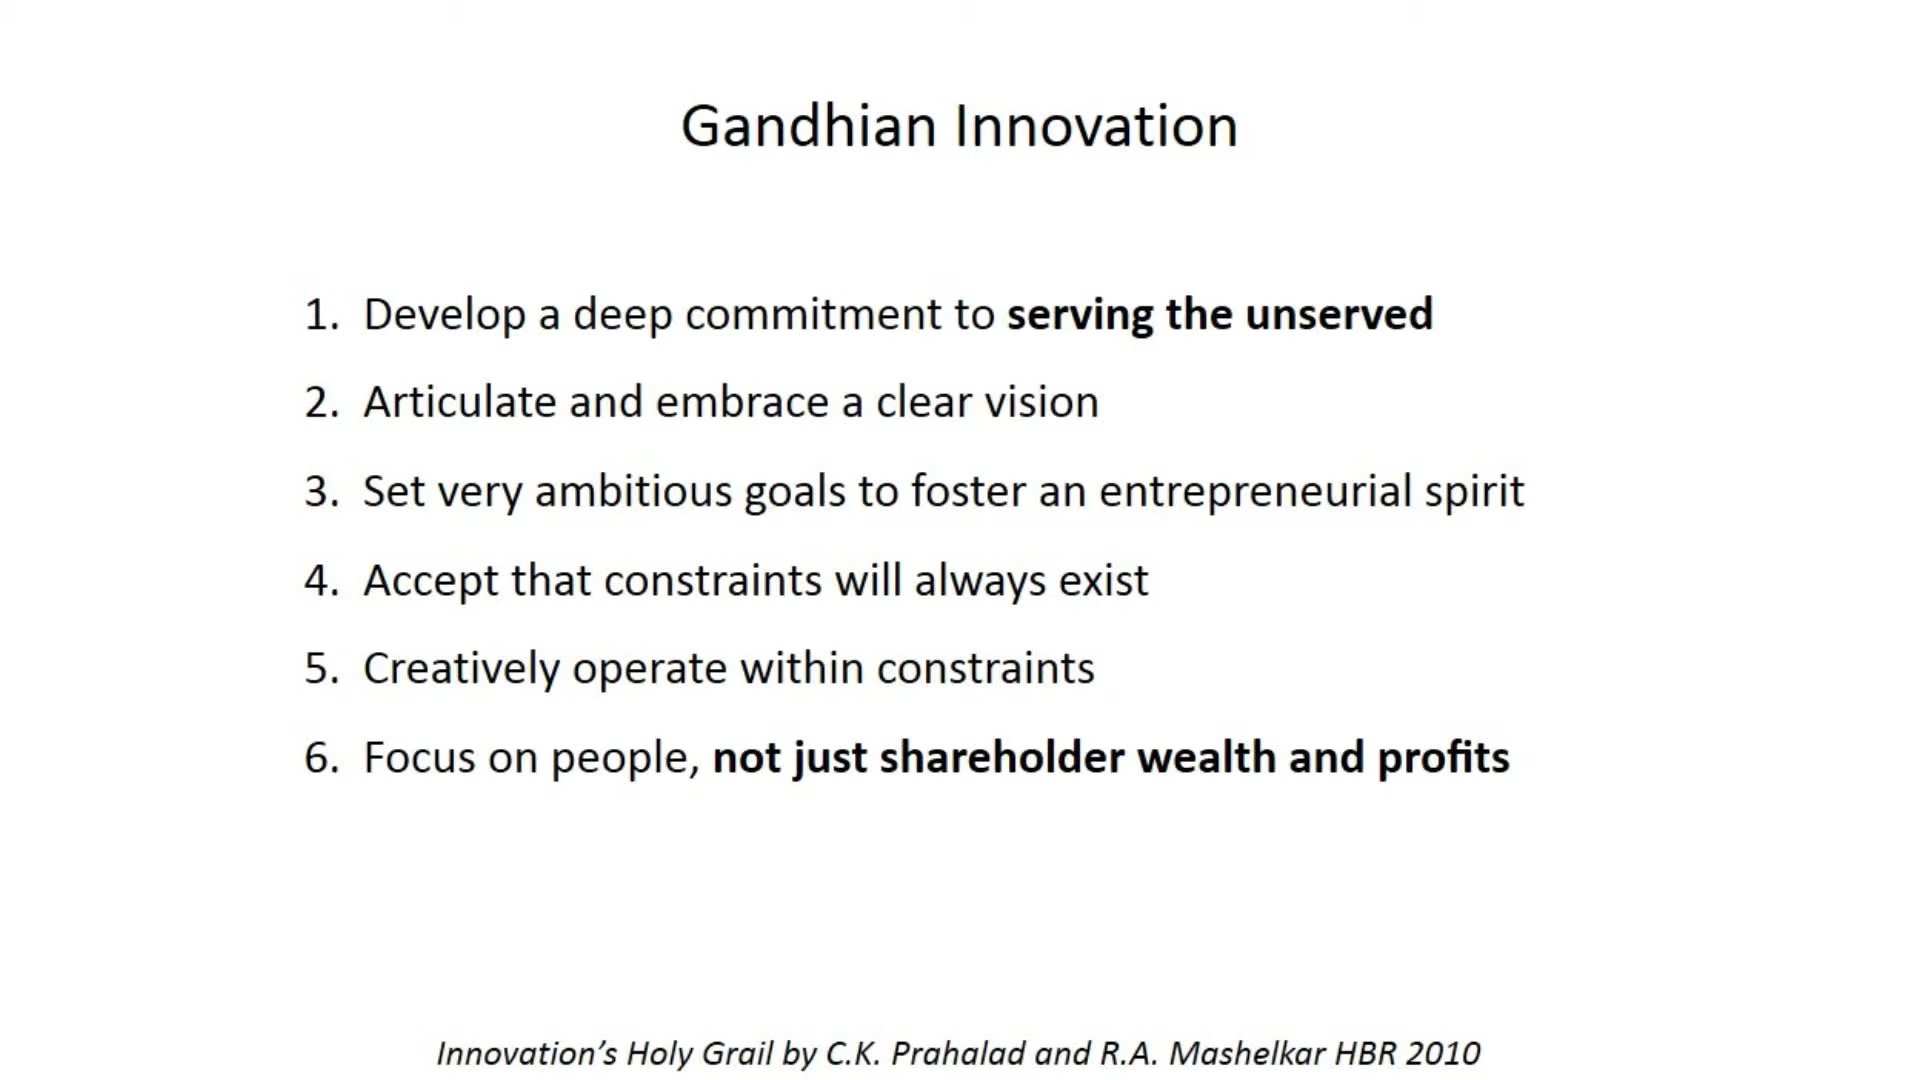 Gandhian Innovation
1. Develop a deep commitment to serving the unserved
2. Articulate and embrace a clear vision
3. Set very ambitious goals to foster an entrepreneurial spirit
4. Accept that constraints will always exist
5. Creatively operate within constraints
6. Focus on people, not just shareholder wealth and profits
Innovation’s Holy Grail by C.K. Prahalad and R.A. Mashelkar HBR 2010